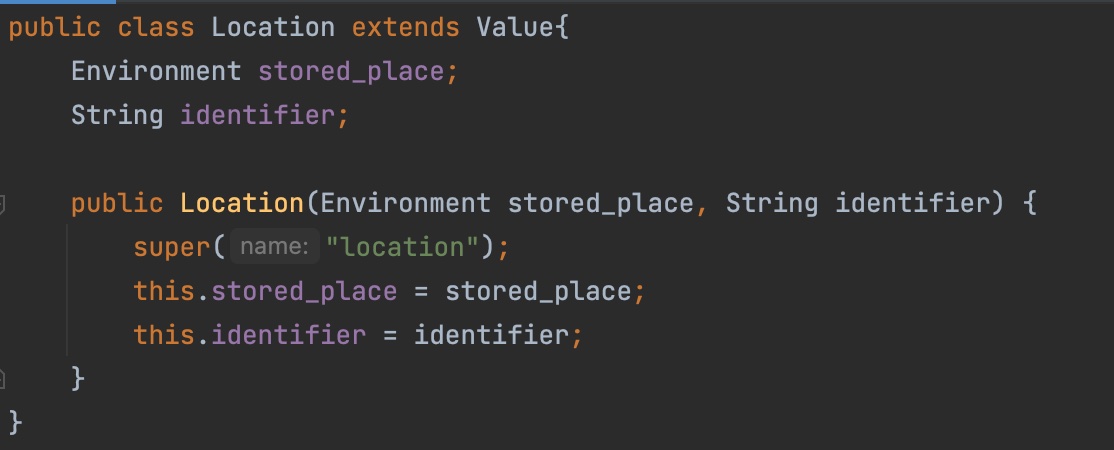 public class Location extends Value{
    Environment stored_place;
    String identifier;
    public Location(Environment stored_place, String identifier) {
        super( name: "location");
        this.stored_place = stored_place;
        this.identifier = identifier;
    }
}